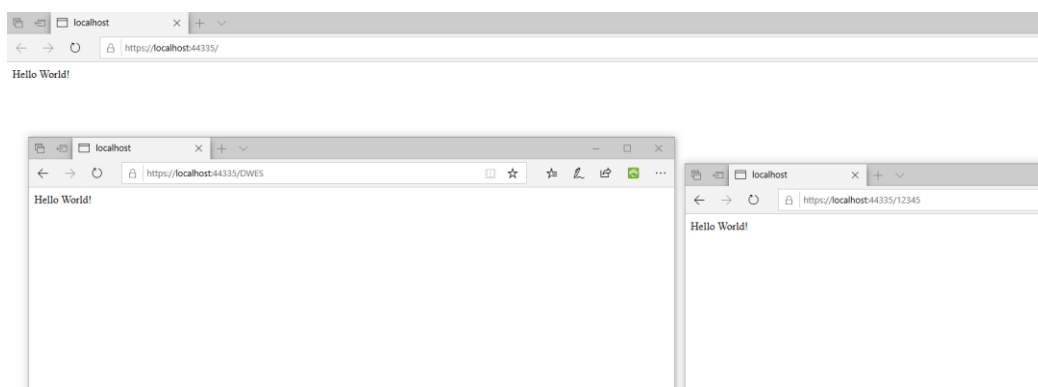 localhost
https://localhost:44335/
Hello World!
localhost
https://localhost:44335/DWES
Hello World!
localhost
https://localhost:44335/12345
Hello World!